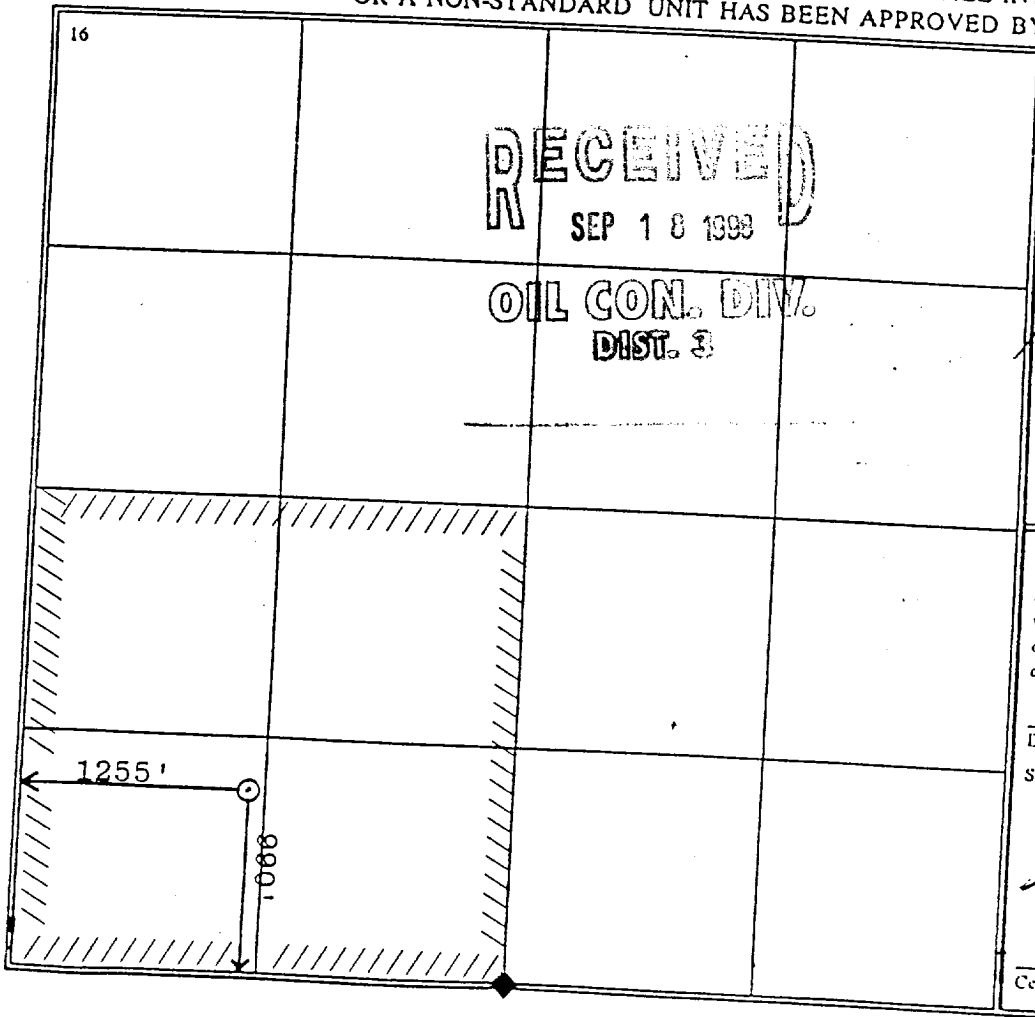 OR A NON-STANDARD UNIT HAS BEEN APPROVED BY
16
RECEIVED
SEP 1 8 1998
OIL CON. DIV.
DIST. 3
1255'
990'